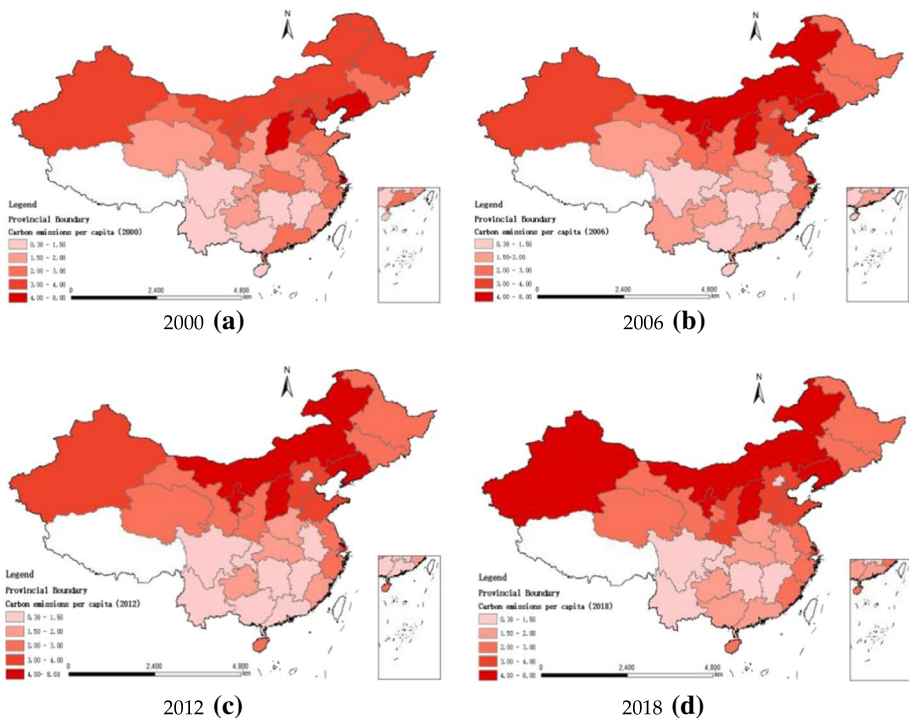 N
Legend
Provincial Boundary
Carbon emissions per capita (2000)
0.30 - 1.50
1.50 - 2.00
2.00 - 3.00
3.00 - 4.00
4.00 - 8.00
0 2,400 4,800
km
2000 (a)
N
Legend
Provincial Boundary
Carbon emissions per capita (2006)
0.30 - 1.50
1.50-2.00
2.00 - 3.00
3.00 - 4.00
4.00 - 8.00
0 2,400 4,800
km
2006 (b)
N
Legend
Provincial Boundary
Carbon emissions per capita (2012)
0.30 - 1.50
1.50 - 2.00
2.00 - 3.00
3.00 - 4.00
4.00- 8.00
0 2,400 4,800
km
2012 (c)
N
Legend
Provincial Boundary
Carbon emissions per capita (2018)
0.30 - 1.50
1.50 - 2.00
2.00 - 3.00
3.00 - 4.00
4.00 - 8.00
0 2,400 4,800
km
2018 (d)